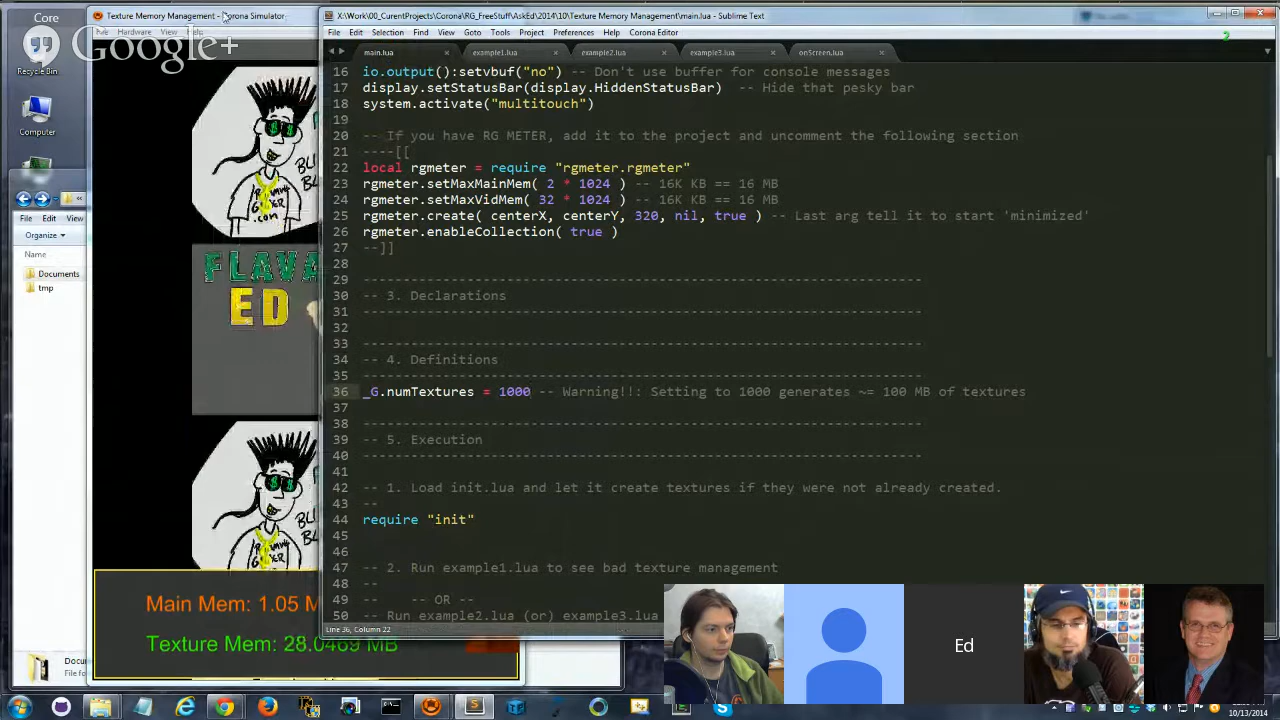 Core
Texture Memory Management - Corona Simulator
X:\Work\00_CurentProjects\Corona\RG_FreeStuff\AskEd\2014\10\Texture Memory Management\main.lua - Sublime Text
File Hardware View Help
File Edit Selection Find View Goto Tools Project Preferences Help Corona Editor
Google+
main.lua example1.lua example2.lua example3.lua onScreen.lua
Recycle Bin
Computer
File Edit View
Organize
Name
Documents
tmp
16 io.output():setvbuf("no") -- Don't use buffer for console messages
17 display.setStatusBar(display.HiddenStatusBar) -- Hide that pesky bar
18 system.activate("multitouch")
19
20 -- If you have RG METER, add it to the project and uncomment the following section
21 ----[[
22 local rgmeter = require "rgmeter.rgmeter"
23 rgmeter.setMaxMainMem( 2 * 1024 ) -- 16K KB == 16 MB
24 rgmeter.setMaxVidMem( 32 * 1024 ) -- 16K KB == 16 MB
25 rgmeter.create( centerX, centerY, 320, nil, true ) -- Last arg tell it to start 'minimized'
26 rgmeter.enableCollection( true )
27 --]]
28
29 ----------------------------------------------------------------------
30 -- 3. Declarations
31 ----------------------------------------------------------------------
32
33 ----------------------------------------------------------------------
34 -- 4. Definitions
35 ----------------------------------------------------------------------
36 _G.numTextures = 1000 -- Warning!!: Setting to 1000 generates ~= 100 MB of textures
37
38 ----------------------------------------------------------------------
39 -- 5. Execution
40 ----------------------------------------------------------------------
41
42 -- 1. Load init.lua and let it create textures if they were not already created.
43 --
44 require "init"
45
46
47 -- 2. Run example1.lua to see bad texture management
48 --
49 -- -- OR --
50 -- Run example2.lua (or) example3.lua
Line 36, Column 22
FLAVA
ED
.com
Main Mem: 1.05 M
Texture Mem: 28.0469 MB
Ed
10/13/2014